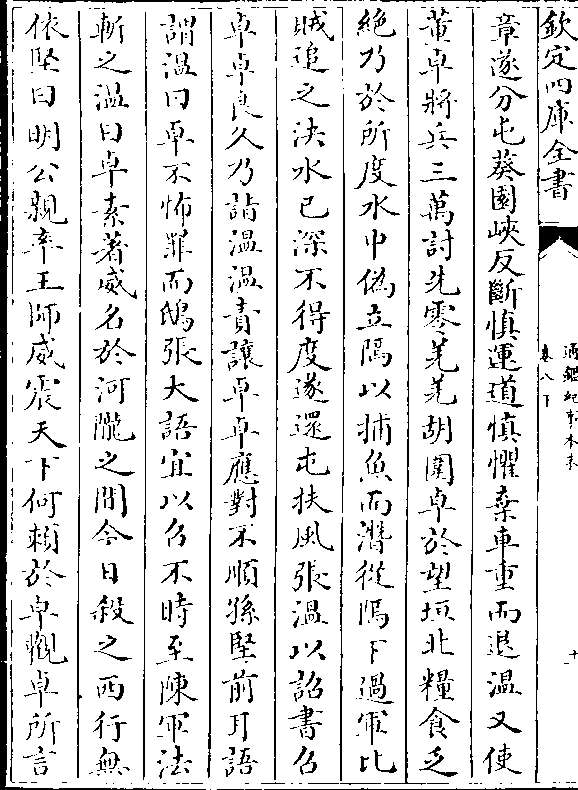 欽定四庫全書
通鑑紀事本末
卷八下
十
章遂分屯葵園峽反斷慎運道慎懼棄車重而退溫又使
董卓將兵三萬討先零羌羌胡圍卓於望垣北糧食乏
絶乃於所度水中偽立隖以捕魚而潛從隖下過軍比
賊追之決水已深不得度遂還屯扶風張溫以詔書召
卓卓良久乃詣溫溫責讓卓卓應對不順孫堅前耳語
謂溫曰卓不怖罪而鴟張大語宜以召不時至陳軍法
斬之溫曰卓素著威名於河隴之間今日殺之西行無
依堅曰明公親率王師威震天下何賴於卓觀卓所言